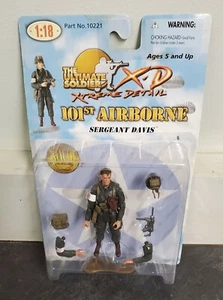 1:18
Part No.10221
WARNING:
CHOKING HAZARD
THE
ULTIMATE
SOLDIER
X·D
XTREME DETAIL
Ages 5 and Up
101ST AIRBORNE
SERGEANT DAVIS